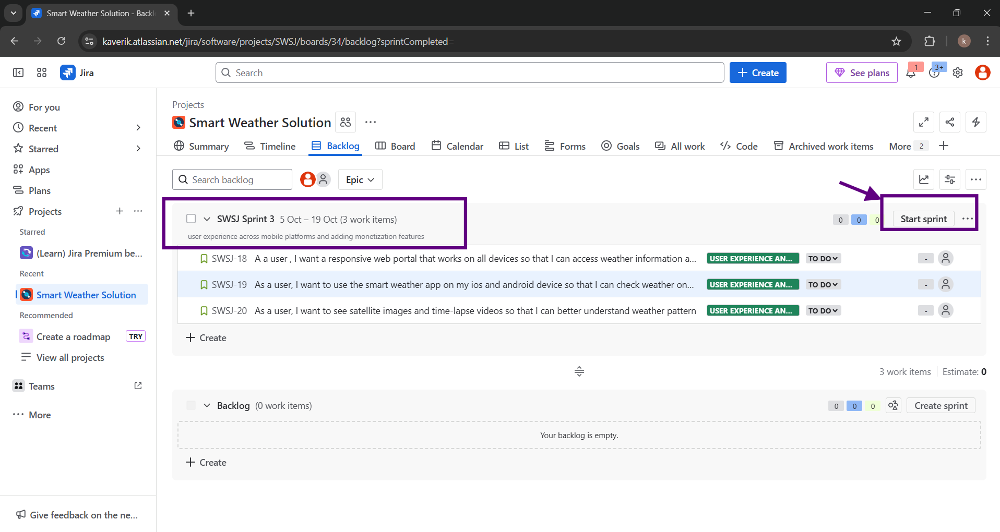 Smart Weather Solution - Backl
kaverik.atlassian.net/jira/software/projects/SWSJ/boards/34/backlog?sprintCompleted=
k
Jira
Search
Create
See plans
1
3+
For you
Recent
Starred
Apps
Plans
Projects
Starred
(Learn) Jira Premium be...
Recent
Smart Weather Solution
Recommended
Create a roadmap TRY
View all projects
Teams
More
Give feedback on the ne...
Projects
Smart Weather Solution
Summary Timeline Backlog Board Calendar List Forms Goals All work Code Archived work items More 2
Search backlog Epic
SWSJ Sprint 3 5 Oct – 19 Oct (3 work items) 0 0 0 Start sprint
user experience across mobile platforms and adding monetization features
SWSJ-18 A a user , I want a responsive web portal that works on all devices so that I can access weather information a... USER EXPERIENCE AN... TO DO -
SWSJ-19 As a user, I want to use the smart weather app on my ios and android device so that I can check weather on... USER EXPERIENCE AN... TO DO -
SWSJ-20 As a user, I want to see satellite images and time-lapse videos so that I can better understand weather pattern USER EXPERIENCE AN... TO DO -
Create
3 work items Estimate: 0
Backlog (0 work items) 0 0 0 Create sprint
Your backlog is empty.
Create